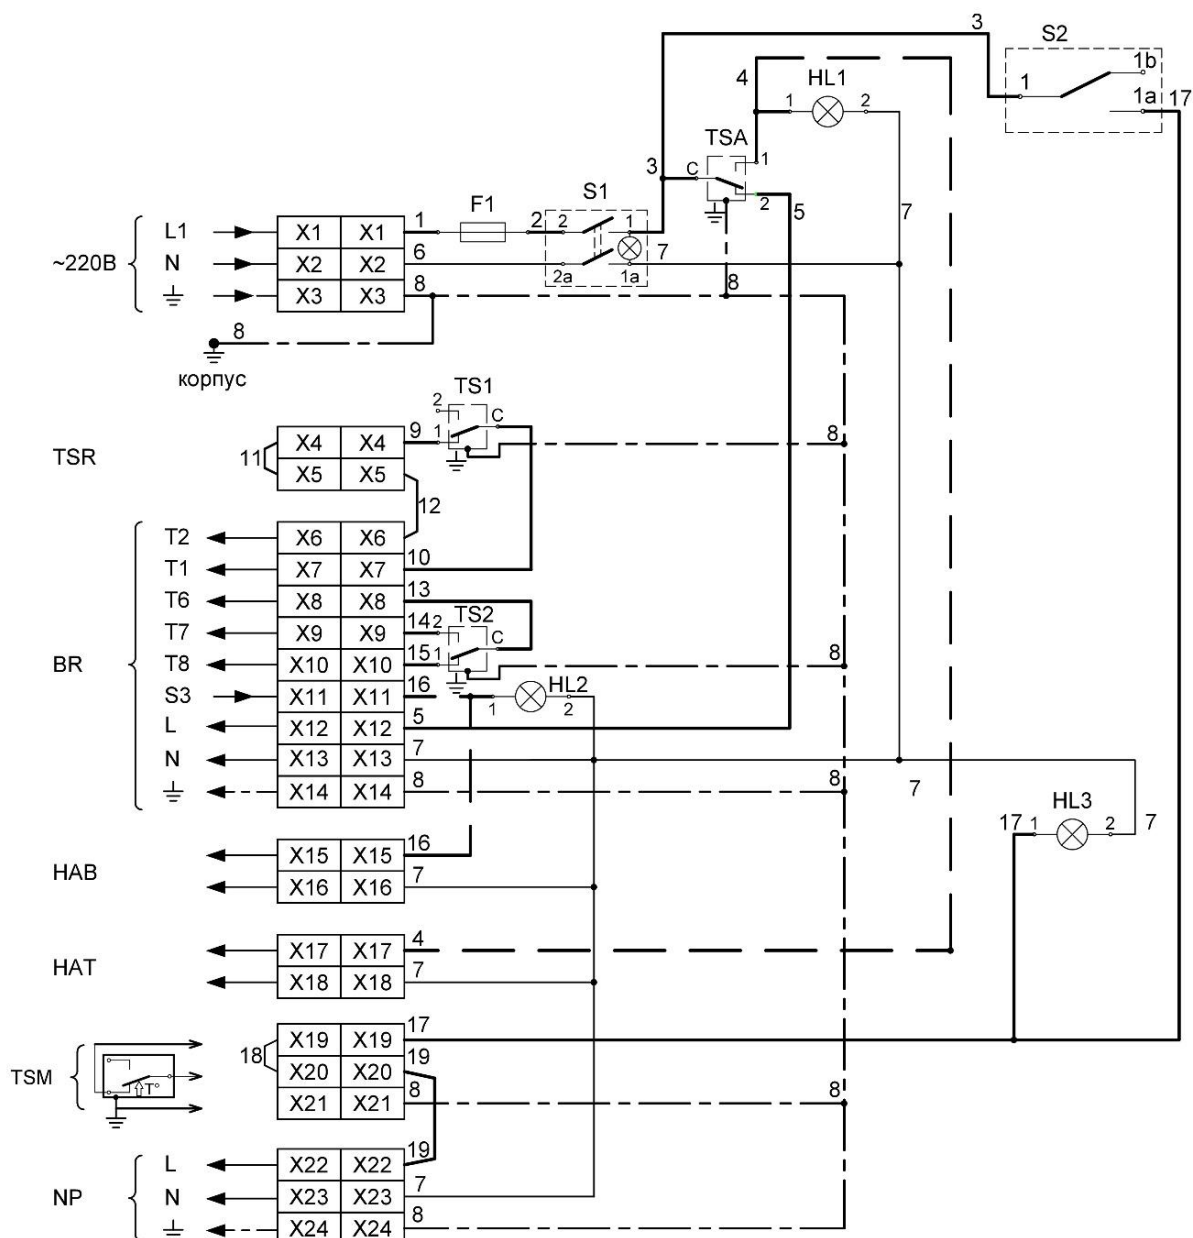 3 S2
1b
4 HL1 1
1 2 1a 17
TSA
3 C 1
S1 2 5
F1 7
L1 X1 X1 1 2 2 1 7
~220В N X2 X2 6 2a 1a
X3 X3 8 8
8
корпус
TS1
2 C
TSR 11 X4 X4 9 1 8
X5 X5
12
T2 X6 X6
T1 X7 X7 10
T6 X8 X8 13
TS2
T7 X9 X9 14 2 C
BR T8 X10 X10 15 1 8
S3 X11 X11 16 HL2
1 2
L X12 X12 5
N X13 X13 7
X14 X14 8 8 7
HL3
17 1 2 7
HAB X15 X15 16
X16 X16 7
HAT X17 X17 4
X18 X18 7
X19 X19 17
TSM T° 18 X20 X20 19
X21 X21 8 8
19
L X22 X22
NP N X23 X23 7
X24 X24 8